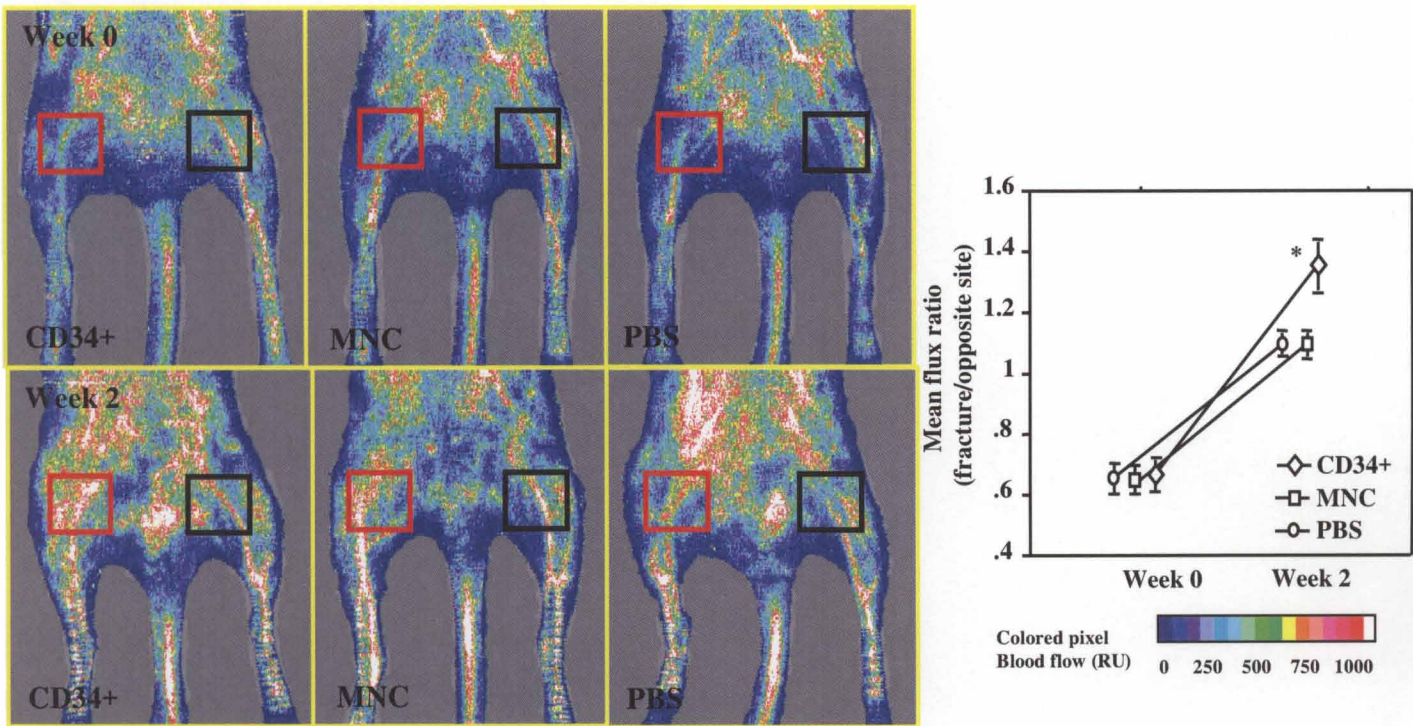 Week 0
CD34+
MNC
PBS
Week 2
CD34+
MNC
PBS
Mean flux ratio
(fracture/opposite site)
1.6
1.4
1.2
1
.8
.6
.4
*
CD34+
MNC
PBS
Week 0
Week 2
Colored pixel
Blood flow (RU)
0 250 500 750 1000